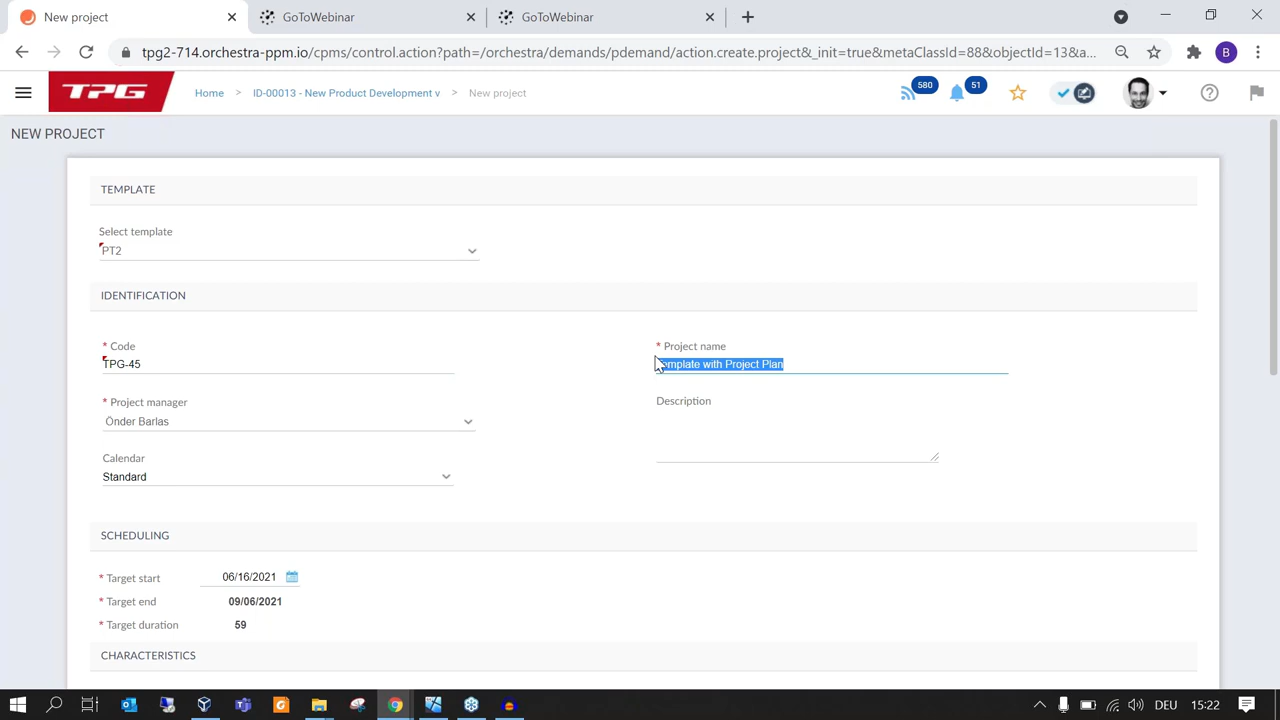 New project
GoToWebinar
GoToWebinar
tpg2-714.orchestra-ppm.io/cpms/control.action?path=/orchestra/demands/pdemand/action.create.project&_init=true&metaClassId=88&objectId=13&a...
B
TPG
Home > ID-00013 - New Product Development v > New project
580
51
NEW PROJECT
TEMPLATE
Select template
PT2
IDENTIFICATION
* Code
TPG-45
* Project name
Template with Project Plan
* Project manager
Önder Barlas
Description
Calendar
Standard
SCHEDULING
* Target start 06/16/2021
* Target end 09/06/2021
* Target duration 59
CHARACTERISTICS
DEU 15:22